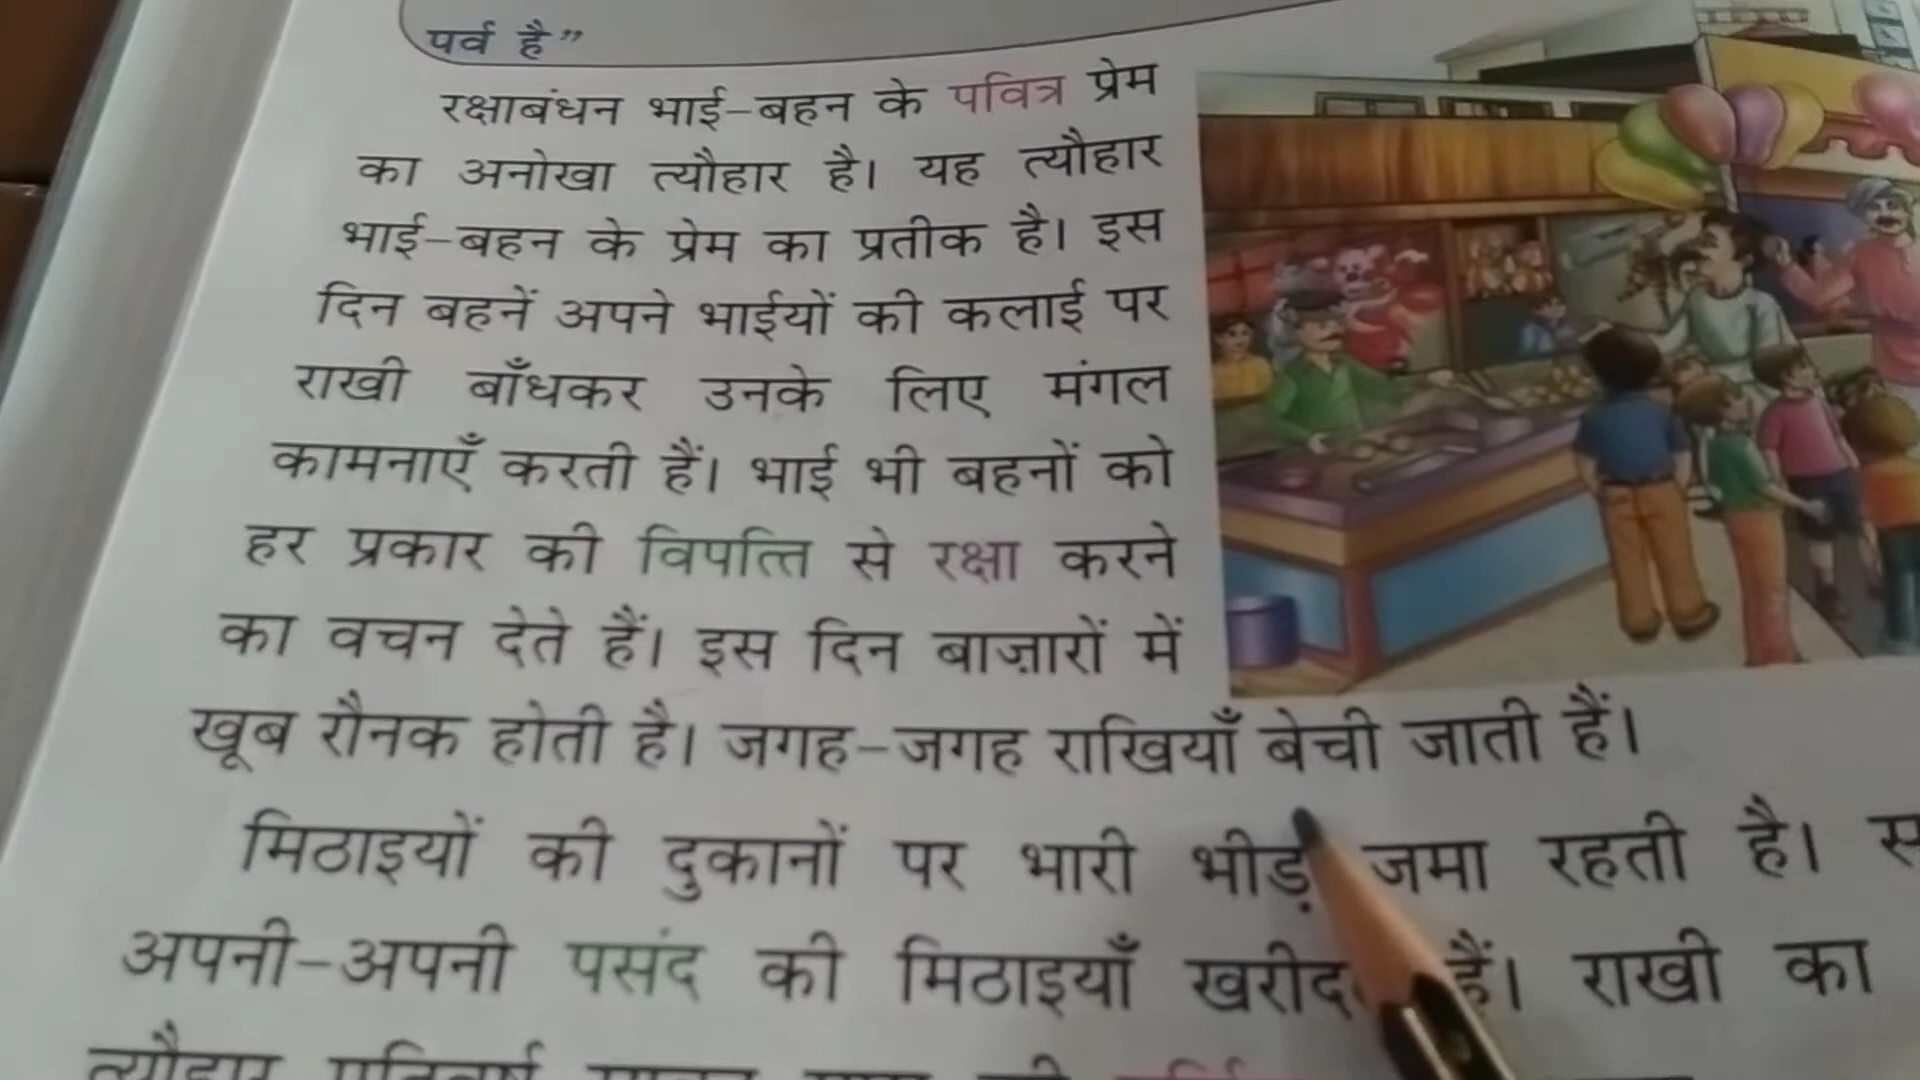 पर्व है”
रक्षाबंधन भाई-बहन के पवित्र प्रेम
का अनोखा त्यौहार है। यह त्यौहार
भाई-बहन के प्रेम का प्रतीक है। इस
दिन बहनें अपने भाईयों की कलाई पर
राखी बाँधकर उनके लिए मंगल
कामनाएँ करती हैं। भाई भी बहनों को
हर प्रकार की विपत्ति से रक्षा करने
का वचन देते हैं। इस दिन बाज़ारों में
खूब रौनक होती है। जगह-जगह राखियाँ बेची जाती हैं।
मिठाइयों की दुकानों पर भारी भीड़ जमा रहती है।
अपनी-अपनी पसंद की मिठाइयाँ हैं। राखी का
त्यौहार